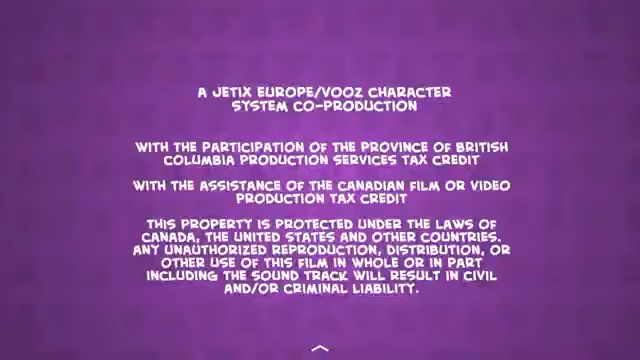 A JETIX EUROPE/VOOZ CHARACTER
SYSTEM CO-PRODUCTION
WITH THE PARTICIPATION OF THE PROVINCE OF BRITISH
COLUMBIA PRODUCTION SERVICES TAX CREDIT
WITH THE ASSISTANCE OF THE CANADIAN FILM OR VIDEO
PRODUCTION TAX CREDIT
THIS PROPERTY IS PROTECTED UNDER THE LAWS OF
CANADA, THE UNITED STATES AND OTHER COUNTRIES.
ANY UNAUTHORIZED REPRODUCTION, DISTRIBUTION, OR
OTHER USE OF THIS FILM IN WHOLE OR IN PART
INCLUDING THE SOUND TRACK WILL RESULT IN CIVIL
AND/OR CRIMINAL LIABILITY.